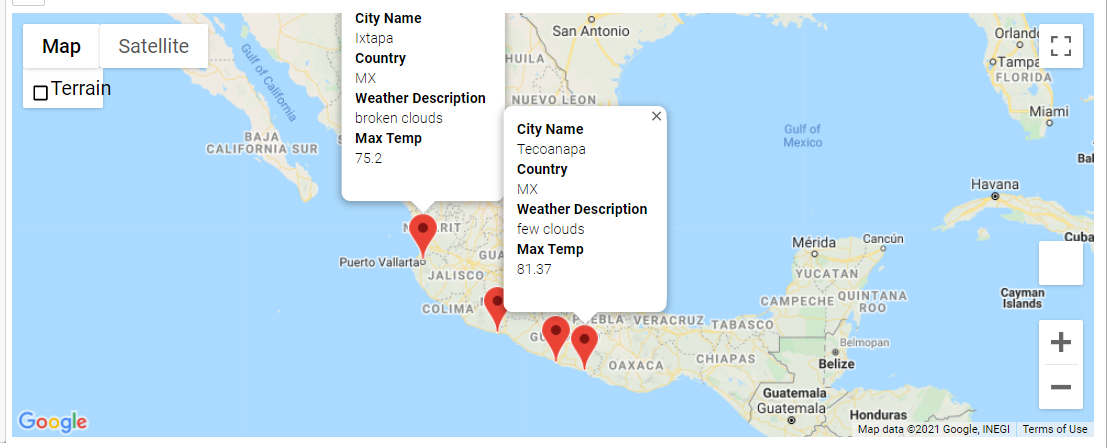 Map
Satellite
Terrain
City Name
Ixtapa
Country
MX
Weather Description
broken clouds
Max Temp
75.2
City Name
Tecoanapa
Country
MX
Weather Description
few clouds
Max Temp
81.37
San Antonio
Orlando
Tampa
FLORIDA
Miami
Gulf of
California
BAJA
CALIFORNIA SUR
HUILA
NUEVO LEON
Gulf of
Mexico
Havana
Cuba
Puerto Vallarta
JALISCO
COLIMA
Mérida
Cancún
YUCATAN
CAMPECHE
QUINTANA
ROO
Cayman
Islands
VERACRUZ
TABASCO
OAXACA
CHIAPAS
Belmopan
Belize
Guatemala
Guatemala
Honduras
Google
Map data ©2021 Google, INEGI
Terms of Use